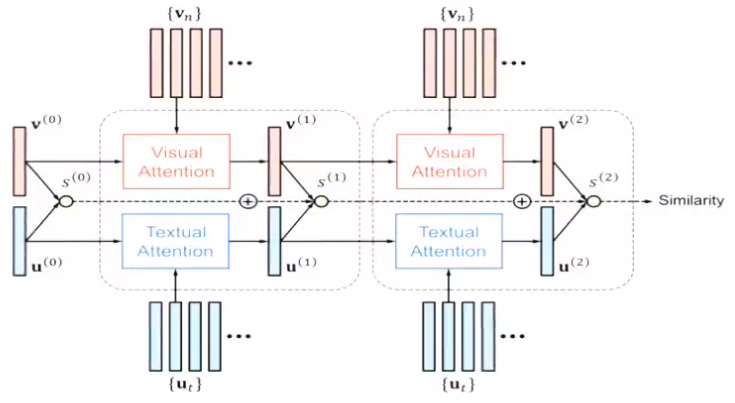 {𝐯ₙ}
{𝐯ₙ}
𝐯⁽⁰⁾
𝐯⁽¹⁾
𝐯⁽²⁾
Visual
Attention
Visual
Attention
𝑠⁽⁰⁾
𝑠⁽¹⁾
𝑠⁽²⁾
Similarity
Textual
Attention
Textual
Attention
𝐮⁽⁰⁾
𝐮⁽¹⁾
𝐮⁽²⁾
{𝐮ₜ}
{𝐮ₜ}